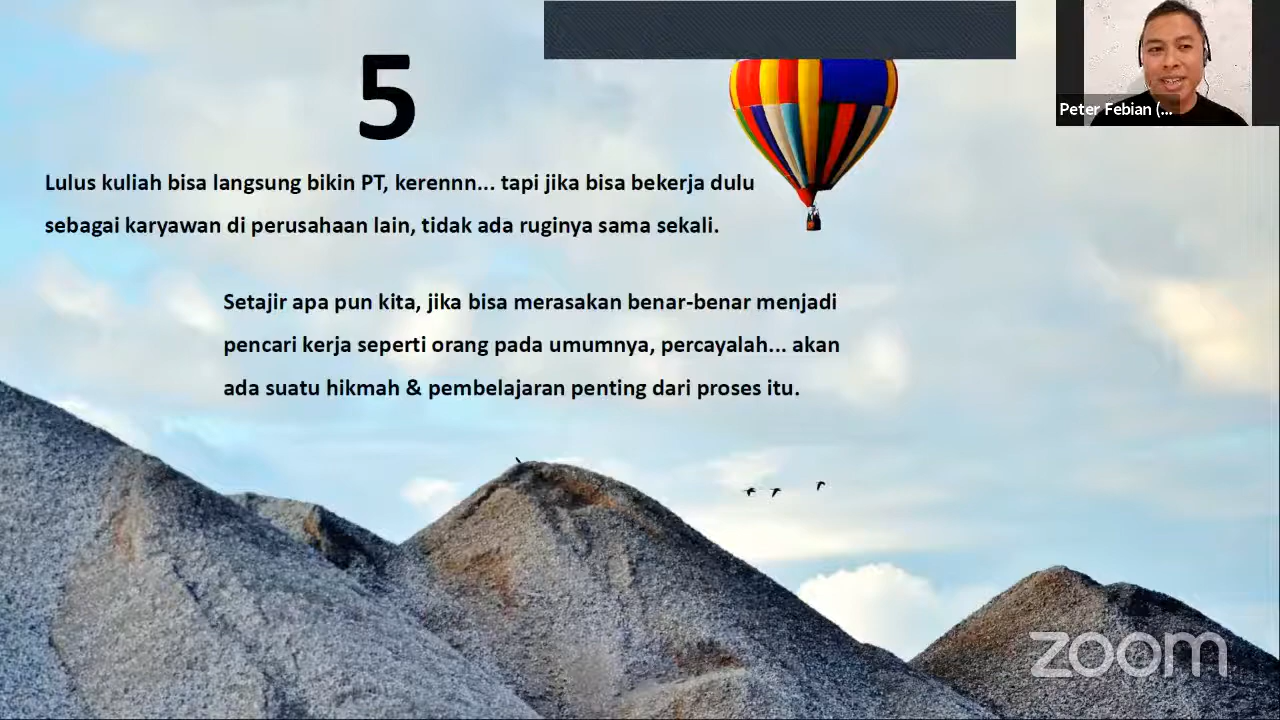 5
Peter Febian (...
Lulus kuliah bisa langsung bikin PT, kerennn... tapi jika bisa bekerja dulu
sebagai karyawan di perusahaan lain, tidak ada ruginya sama sekali.
Setajir apa pun kita, jika bisa merasakan benar-benar menjadi
pencari kerja seperti orang pada umumnya, percayalah... akan
ada suatu hikmah & pembelajaran penting dari proses itu.
zoom